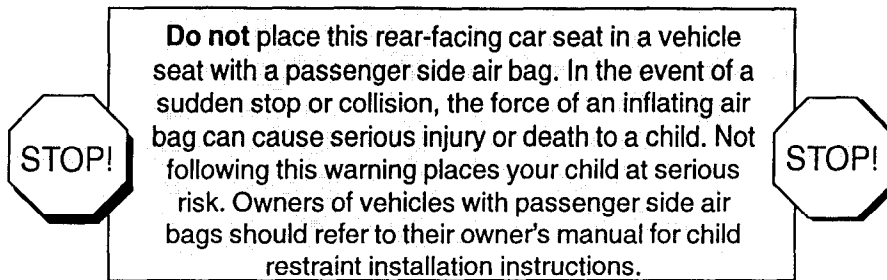 Do not place this rear-facing car seat in a vehicle
seat with a passenger side air bag. In the event of a
sudden stop or collision, the force of an inflating air
bag can cause serious injury or death to a child. Not
STOP! following this warning places your child at serious STOP!
risk. Owners of vehicles with passenger side air
bags should refer to their owner's manual for child
restraint installation instructions.